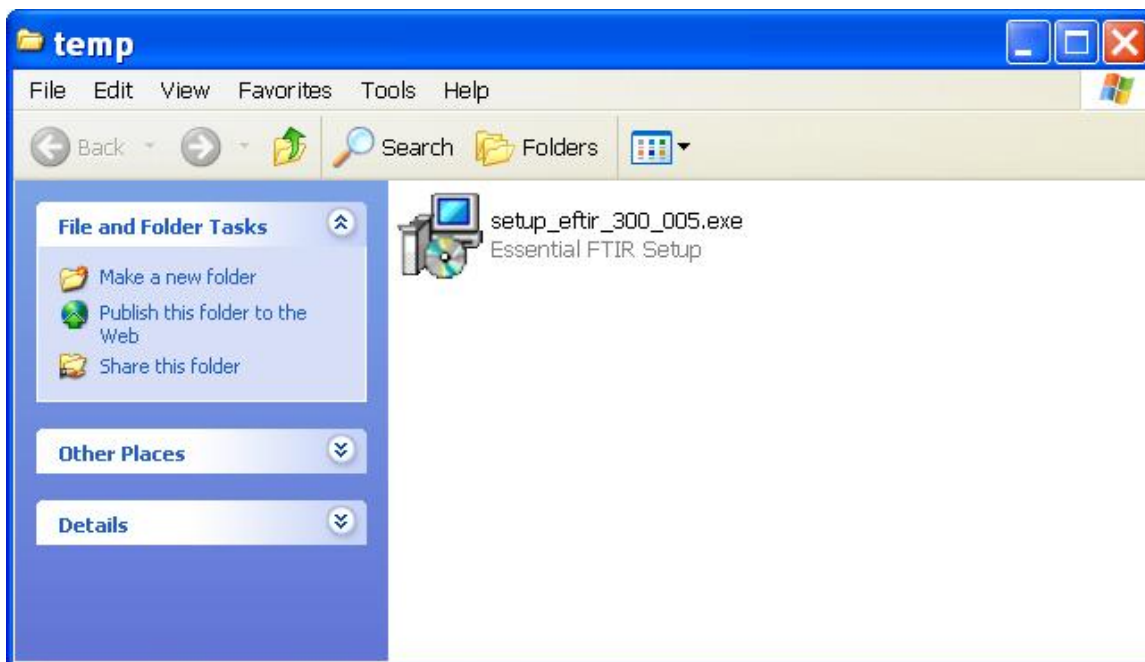 temp
File Edit View Favorites Tools Help
Back Search Folders
File and Folder Tasks
Make a new folder
Publish this folder to the
Web
Share this folder
Other Places
Details
setup_eftir_300_005.exe
Essential FTIR Setup